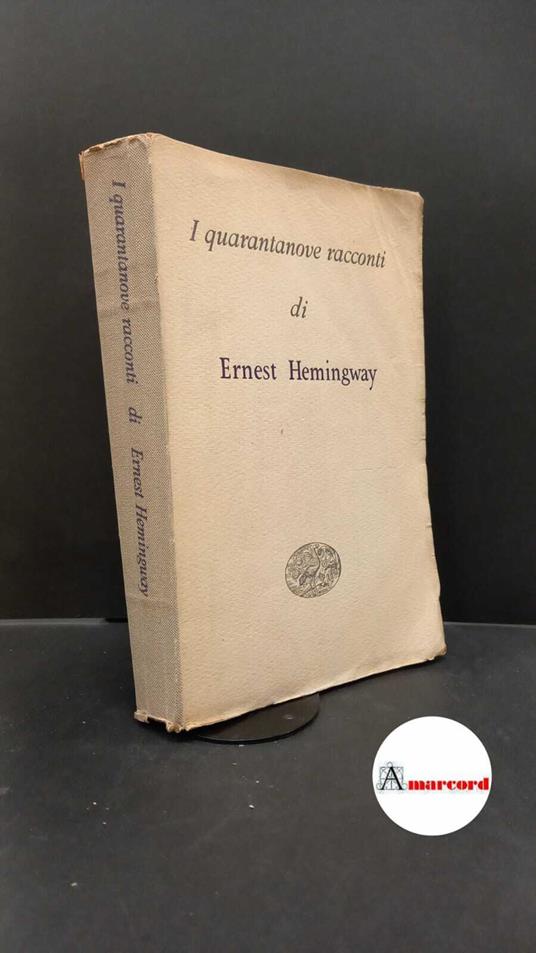 I quarantanove racconti di Ernest Hemingway
I quarantanove racconti
di
Ernest Hemingway
Amarcord